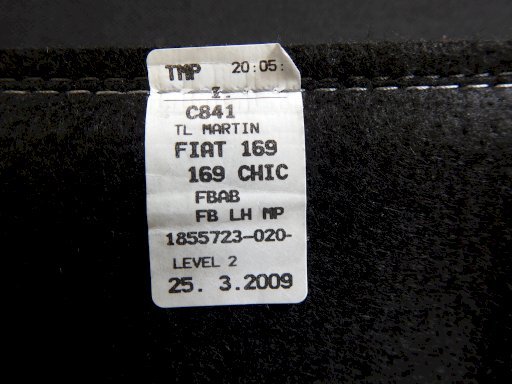 TMP 20:05:
C841
TL MARTIN
FIAT 169
169 CHIC
FBAB
FB LH MP
1855723-020-
LEVEL 2
25. 3.2009